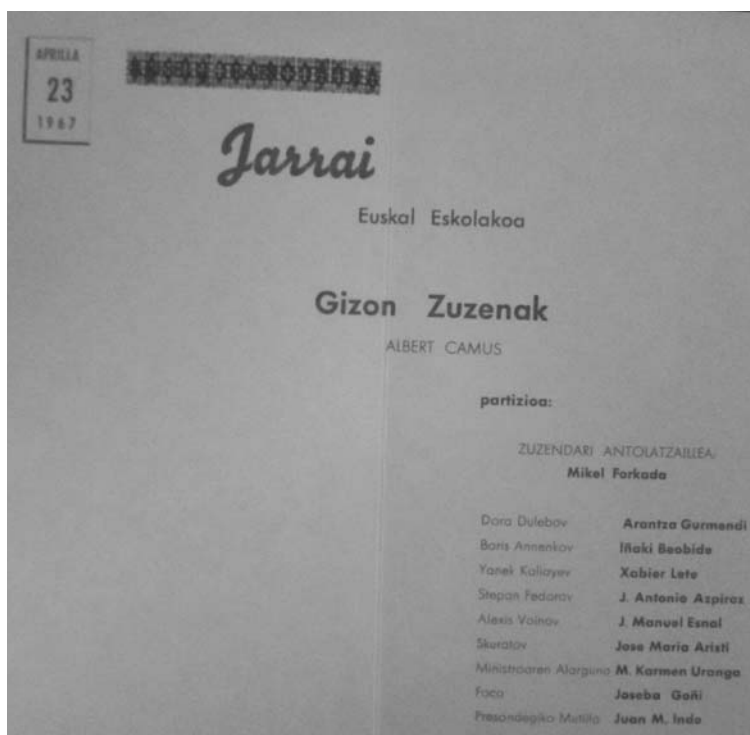 APRILLA
23
1967
Jarrai
Euskal Eskolakoa
Gizon Zuzenak
ALBERT CAMUS
partizioa:
ZUZENDARI ANTOLATZAILLEA:
Mikel Forkada
Dora Dulebov Arantza Gurmendi
Boris Annenkov Iñaki Beobide
Yanek Kaliayev Xabier Lete
Stepan Fedorov J. Antonio Azpiroz
Alexis Voinov J. Manuel Esnal
Skuratov Jose Maria Aristi
Ministroaren Alarguna M. Karmen Uranga
Foca Joseba Goñi
Presondegiko Mutilla Juan M. Indo